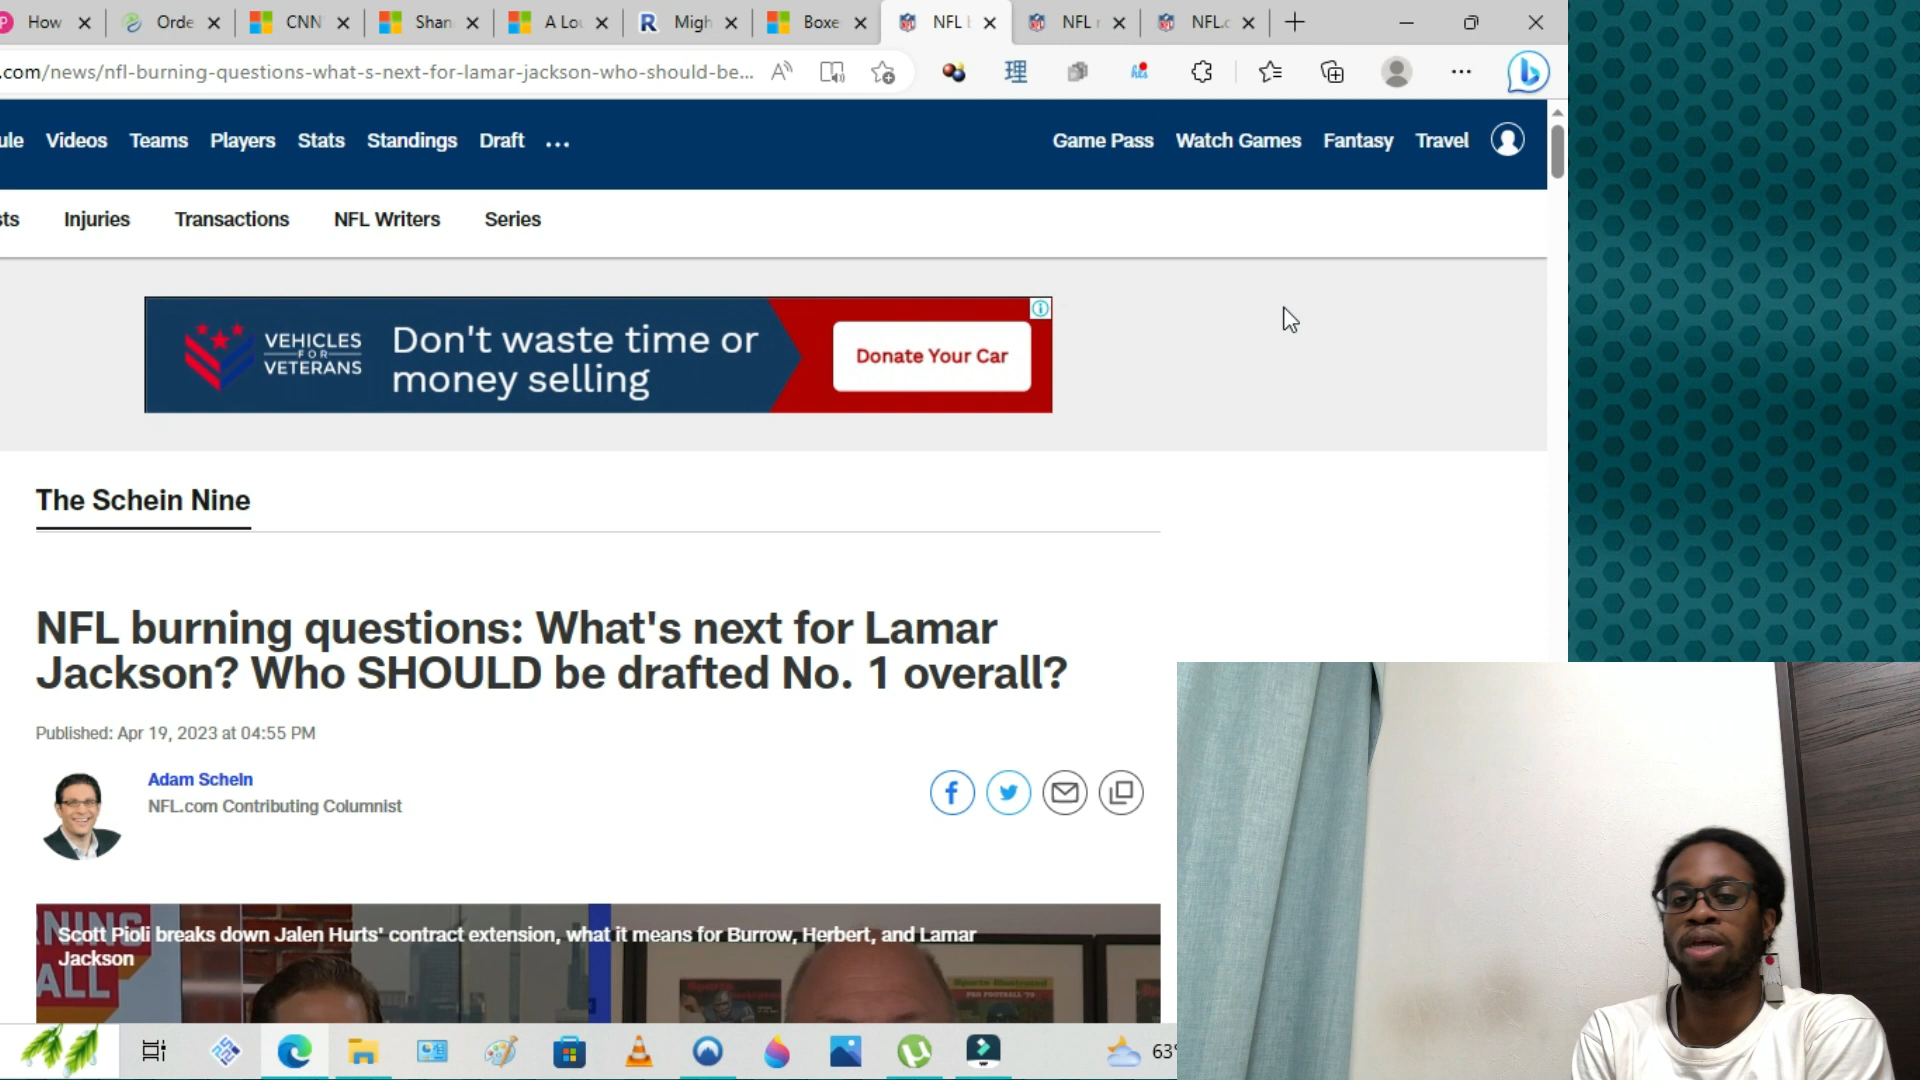 How
Orde
CNN
Shan
A Lou
Migh
Boxe
NFL
NFL
NFL.
.com/news/nfl-burning-questions-what-s-next-for-lamar-jackson-who-should-be...
Videos Teams Players Stats Standings Draft ...
Game Pass Watch Games Fantasy Travel
Injuries Transactions NFL Writers Series
VEHICLES
FOR
VETERANS
Don't waste time or
money selling
Donate Your Car
The Schein Nine
NFL burning questions: What's next for Lamar
Jackson? Who SHOULD be drafted No. 1 overall?
Published: Apr 19, 2023 at 04:55 PM
Adam Schein
NFL.com Contributing Columnist
Scott Pioli breaks down Jalen Hurts' contract extension, what it means for Burrow, Herbert, and Lamar
Jackson
63°